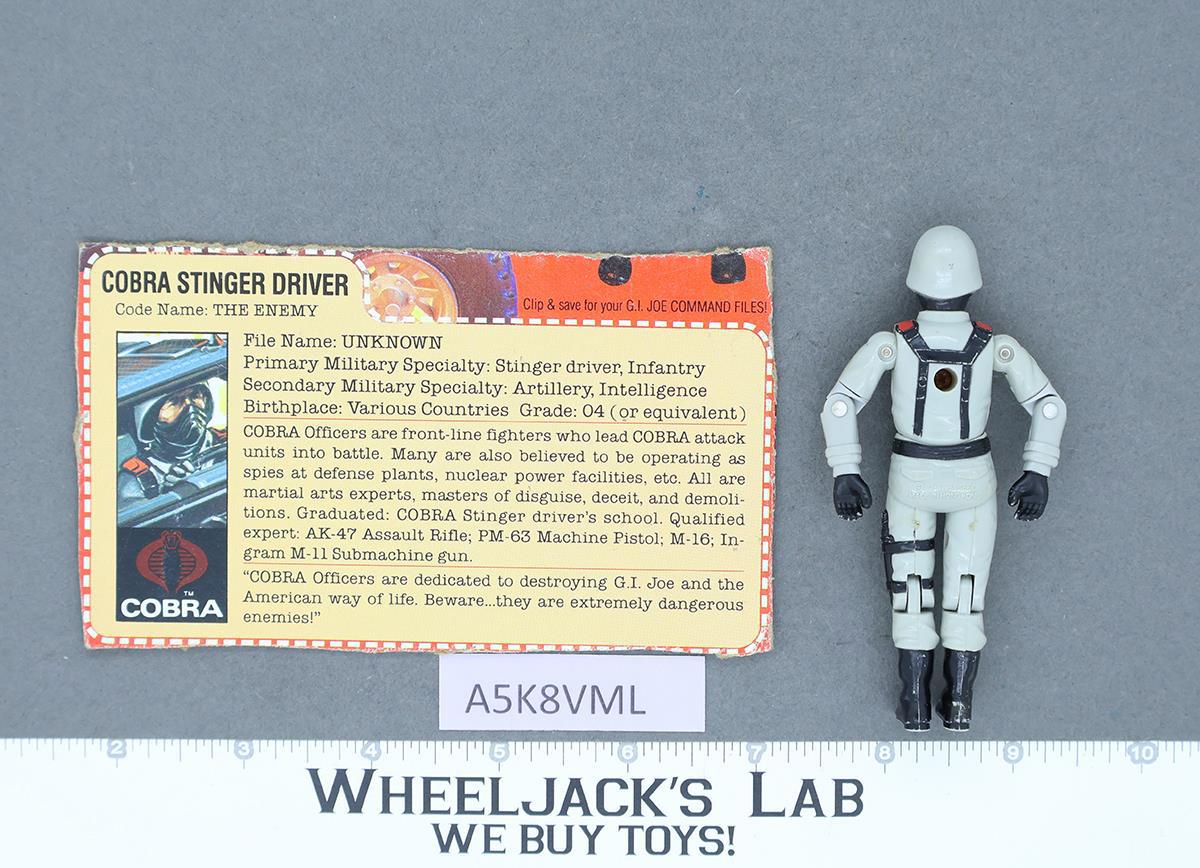 COBRA STINGER DRIVER
Code Name: THE ENEMY
Clip & save for your G.I. JOE COMMAND FILES!
File Name: UNKNOWN
Primary Military Specialty: Stinger driver, Infantry
Secondary Military Specialty: Artillery, Intelligence
Birthplace: Various Countries Grade: O4 (or equivalent)
COBRA Officers are front-line fighters who lead COBRA attack
units into battle. Many are also believed to be operating as
spies at defense plants, nuclear power facilities, etc. All are
martial arts experts, masters of disguise, deceit, and demoli-
tions. Graduated: COBRA Stinger driver's school. Qualified
expert: AK-47 Assault Rifle; PM-63 Machine Pistol; M-16; In-
gram M-11 Submachine gun.
"COBRA Officers are dedicated to destroying G.I. Joe and the
American way of life. Beware...they are extremely dangerous
enemies!"
TM
COBRA
A5K8VML
2 3 4 5 6 7 8 9 10
WHEELJACK'S LAB
WE BUY TOYS!